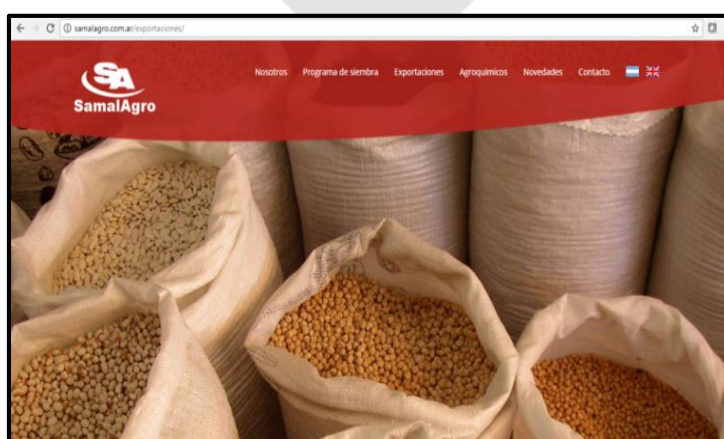 samalagro.com.ar/exportaciones/
SA
SamalAgro
Nosotros Programa de siembra Exportaciones Agroquímicos Novedades Contacto